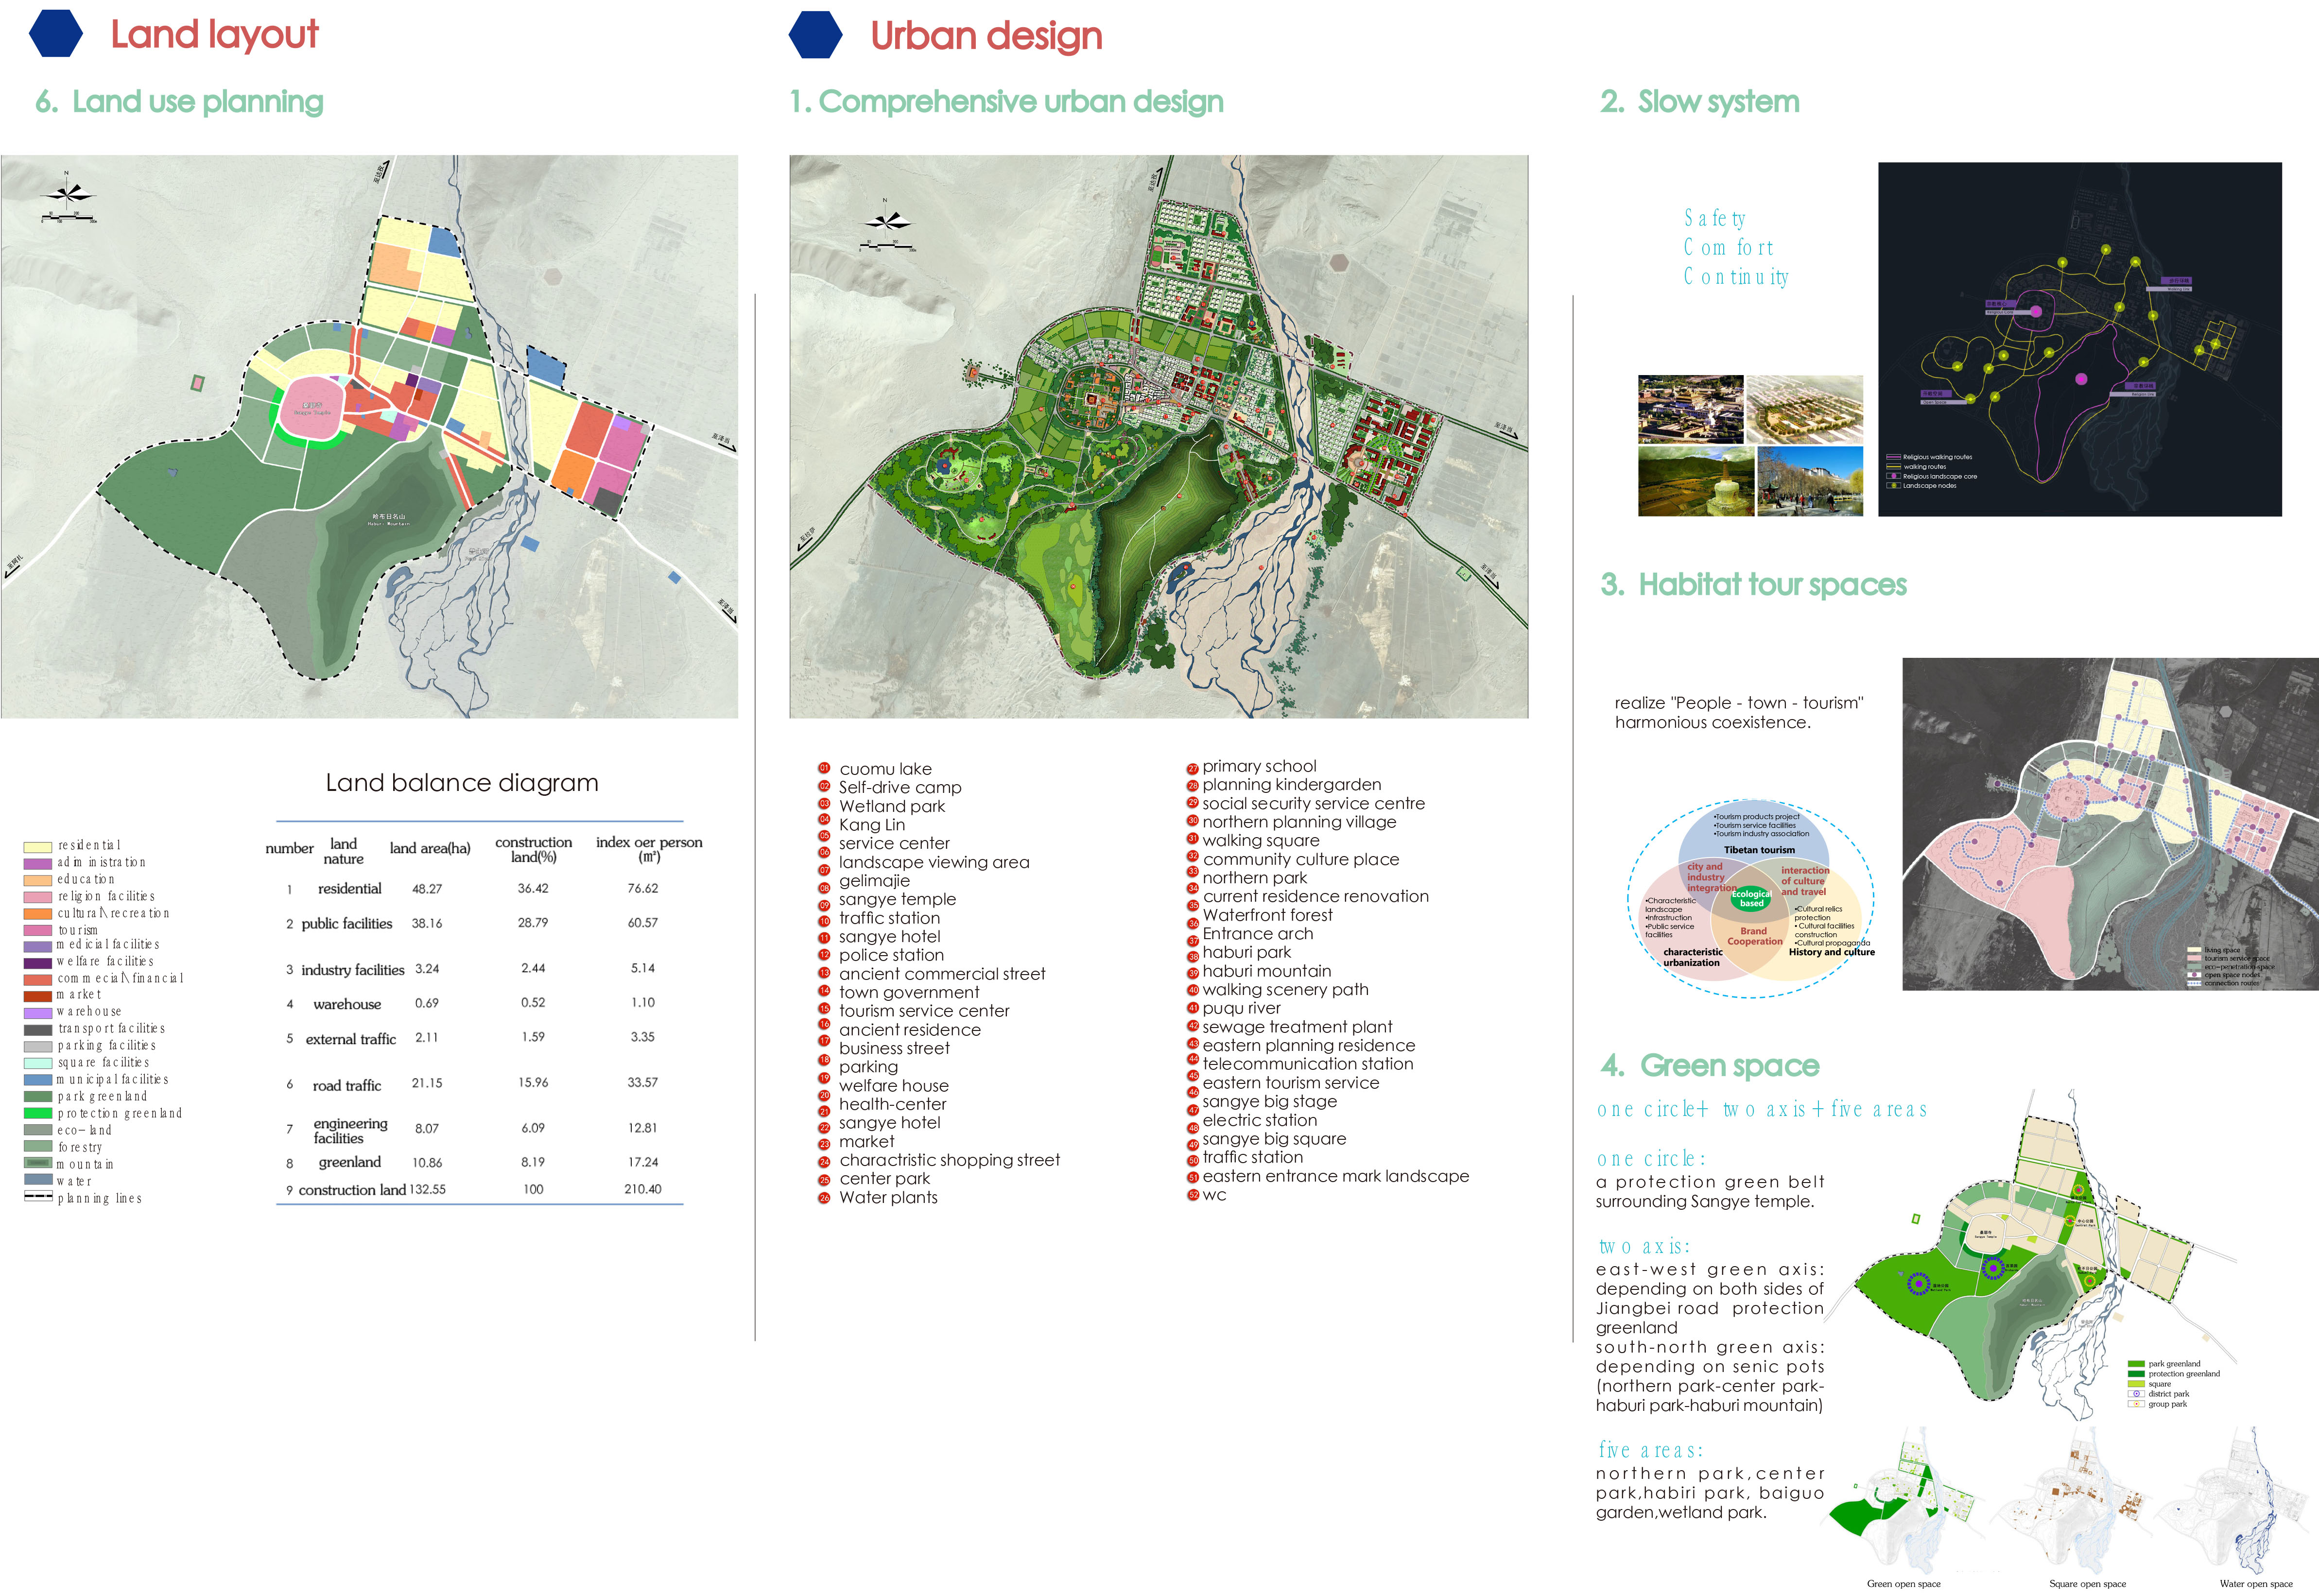 Land layout
6. Land use planning
N
哈布日名山
Haburi Mountain
Land balance diagram
residential
administration
education
religion facilities
cultural\recreation
tourism
medicial facilities
welfare facilities
commecial\financial
market
warehouse
transport facilities
parking facilities
square facilities
municipal facilities
park greenland
protection greenland
eco-land
forestry
mountain
water
planning lines
number land nature land area(ha) construction land(%) index oer person (m²)
1 residential 48.27 36.42 76.62
2 public facilities 38.16 28.79 60.57
3 industry facilities 3.24 2.44 5.14
4 warehouse 0.69 0.52 1.10
5 external traffic 2.11 1.59 3.35
6 road traffic 21.15 15.96 33.57
7 engineering facilities 8.07 6.09 12.81
8 greenland 10.86 8.19 17.24
9 construction land 132.55 100 210.40
Urban design
1. Comprehensive urban design
N
01 cuomu lake
02 Self-drive camp
03 Wetland park
04 Kang Lin
05 service center
06 landscape viewing area
07 gelimajie
08 sangye temple
09 traffic station
10 sangye hotel
11 police station
12 ancient commercial street
13 town government
14 tourism service center
15 ancient residence
16 business street
17 parking
18 welfare house
19 health-center
20 sangye hotel
21 market
22 charactristic shopping street
23 center park
24 Water plants
25
26
27 primary school
28 planning kindergarden
29 social security service centre
30 northern planning village
31 walking square
32 community culture place
33 northern park
34 current residence renovation
35 Waterfront forest
36 Entrance arch
37 haburi park
38 haburi mountain
39 walking scenery path
40 puqu river
41 sewage treatment plant
42 eastern planning residence
43 telecommunication station
44 eastern tourism service
45 sangye big stage
46 electric station
47 sangye big square
48 traffic station
49 eastern entrance mark landscape
50 wc
51
52
2. Slow system
Safety
Comfort
Continuity
Religious walking routes
walking routes
Religious landscape core
Landscape nodes
3. Habitat tour spaces
realize "People - town - tourism"
harmonious coexistence.
•Tourism products project
•Tourism service facilities
•Tourism industry association
Tibetan tourism
city and
industry
integration
interaction
of culture
and travel
Ecological
based
•Characteristic
landscape
•Infrastruction
•Public service
facilities
•Cultural relics
protection
• Cultural facilities
construction
•Cultural propaganda
Brand
Cooperation
characteristic
urbanization
History and culture
living space
tourism service space
eco-penetration space
open space nodes
connection routes
4. Green space
one circle+ two axis+five areas
one circle:
a protection green belt
surrounding Sangye temple.
two axis:
east-west green axis:
depending on both sides of
Jiangbei road protection
greenland
south-north green axis:
depending on senic pots
(northern park-center park-
haburi park-haburi mountain)
five areas:
northern park,center
park,habiri park, baiguo
garden,wetland park.
park greenland
protection greenland
square
district park
group park
Green open space
Square open space
Water open space